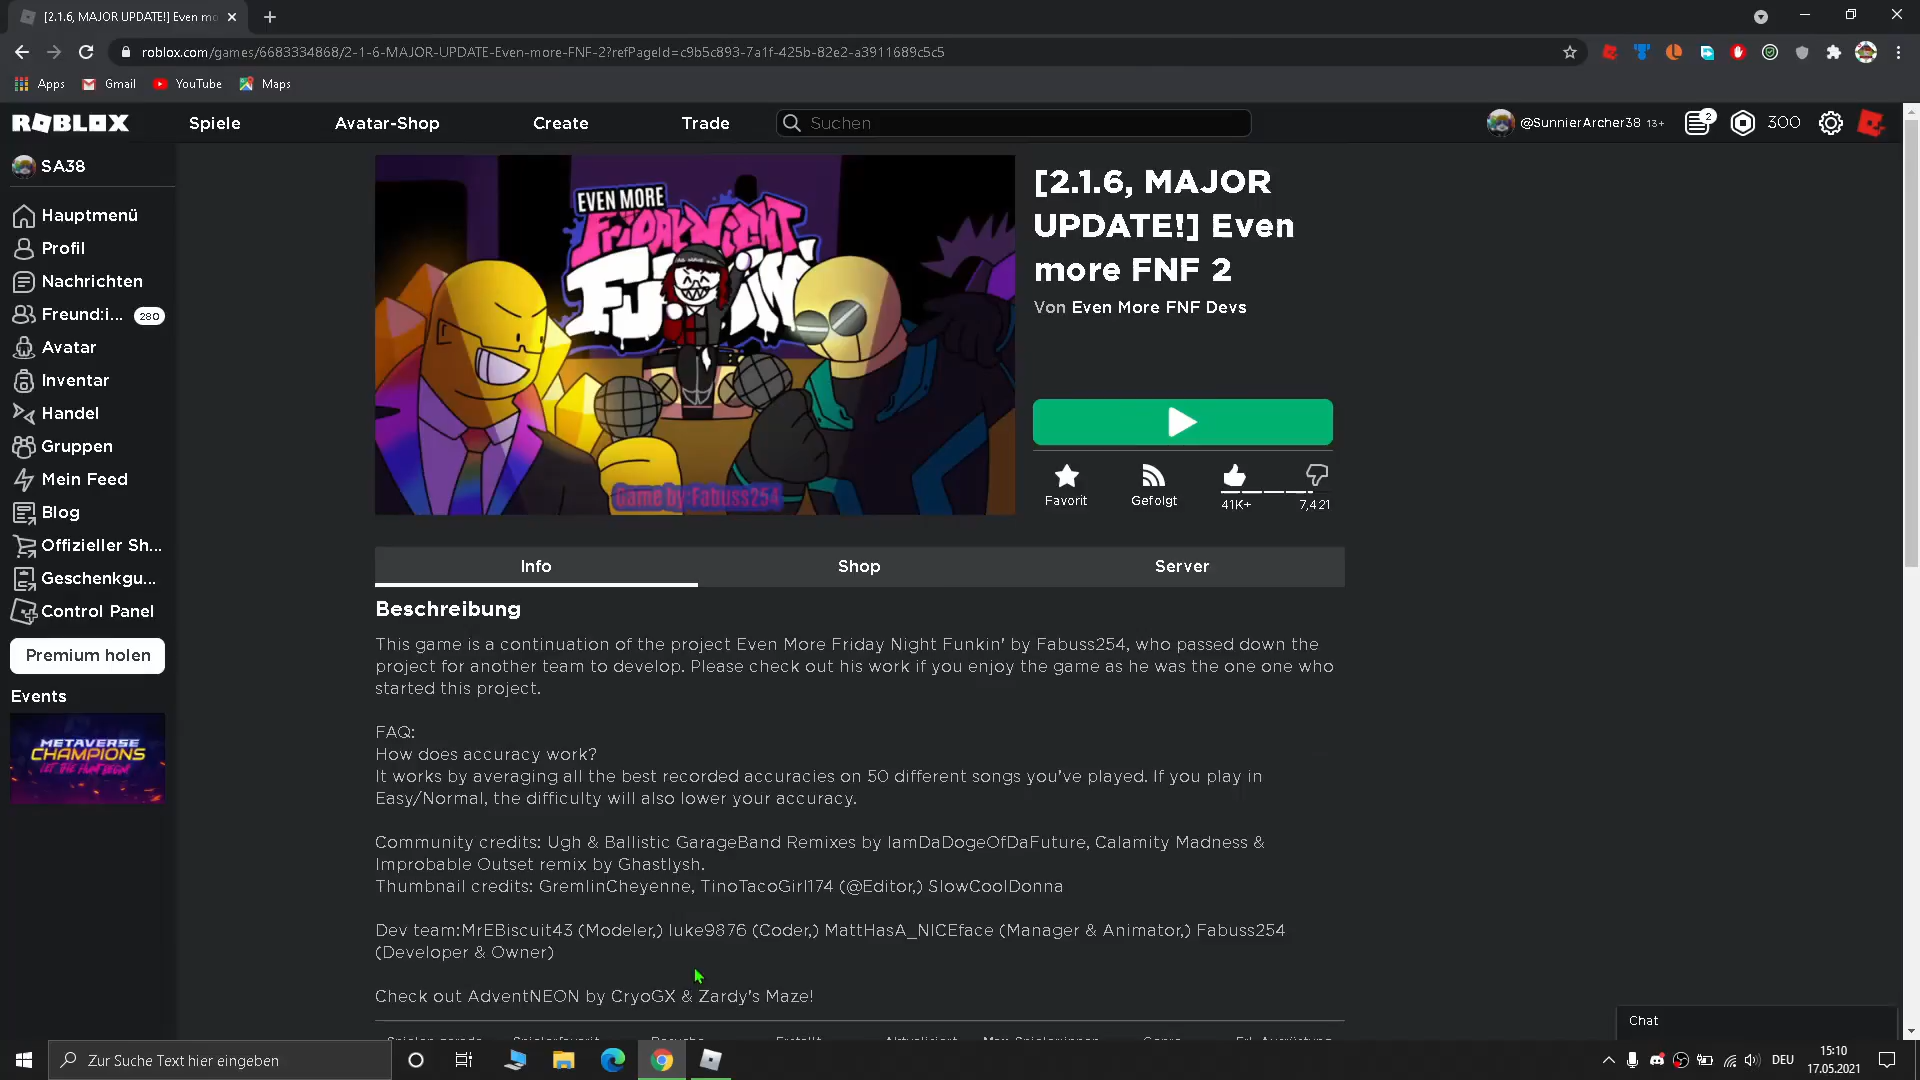 [2.1.6, MAJOR UPDATE!] Even mo
roblox.com/games/6683334868/2-1-6-MAJOR-UPDATE-Even-more-FNF-2?refPageId=c9b5c893-7a1f-425b-82e2-a3911689c5c5
Apps Gmail YouTube Maps
ROBLOX Spiele Avatar-Shop Create Trade Suchen @SunnierArcher38 13+ 2 300
SA38
Hauptmenü
Profil
Nachrichten
Freund:i... 280
Avatar
Inventar
Handel
Gruppen
Mein Feed
Blog
Offizieller Sh...
Geschenkgu...
Control Panel
Premium holen
Events
METAVERSE
CHAMPIONS
LET THE HUNT BEGIN!
EVEN MORE
FRIDAY NIGHT
FUNKIN
Game by:Fabuss254
[2.1.6, MAJOR
UPDATE!] Even
more FNF 2
Von Even More FNF Devs
Favorit Gefolgt 41K+ 7,421
Info Shop Server
Beschreibung
This game is a continuation of the project Even More Friday Night Funkin' by Fabuss254, who passed down the
project for another team to develop. Please check out his work if you enjoy the game as he was the one one who
started this project.
FAQ:
How does accuracy work?
It works by averaging all the best recorded accuracies on 50 different songs you've played. If you play in
Easy/Normal, the difficulty will also lower your accuracy.
Community credits: Ugh & Ballistic GarageBand Remixes by IamDaDogeOfDaFuture, Calamity Madness &
Improbable Outset remix by Ghastlysh.
Thumbnail credits: GremlinCheyenne, TinoTacoGirl174 (@Editor,) SlowCoolDonna
Dev team:MrEBiscuit43 (Modeler,) luke9876 (Coder,) MattHasA_NICEface (Manager & Animator,) Fabuss254
(Developer & Owner)
Check out AdventNEON by CryoGX & Zardy's Maze!
Chat
Zur Suche Text hier eingeben
DEU
15:10
17.05.2021